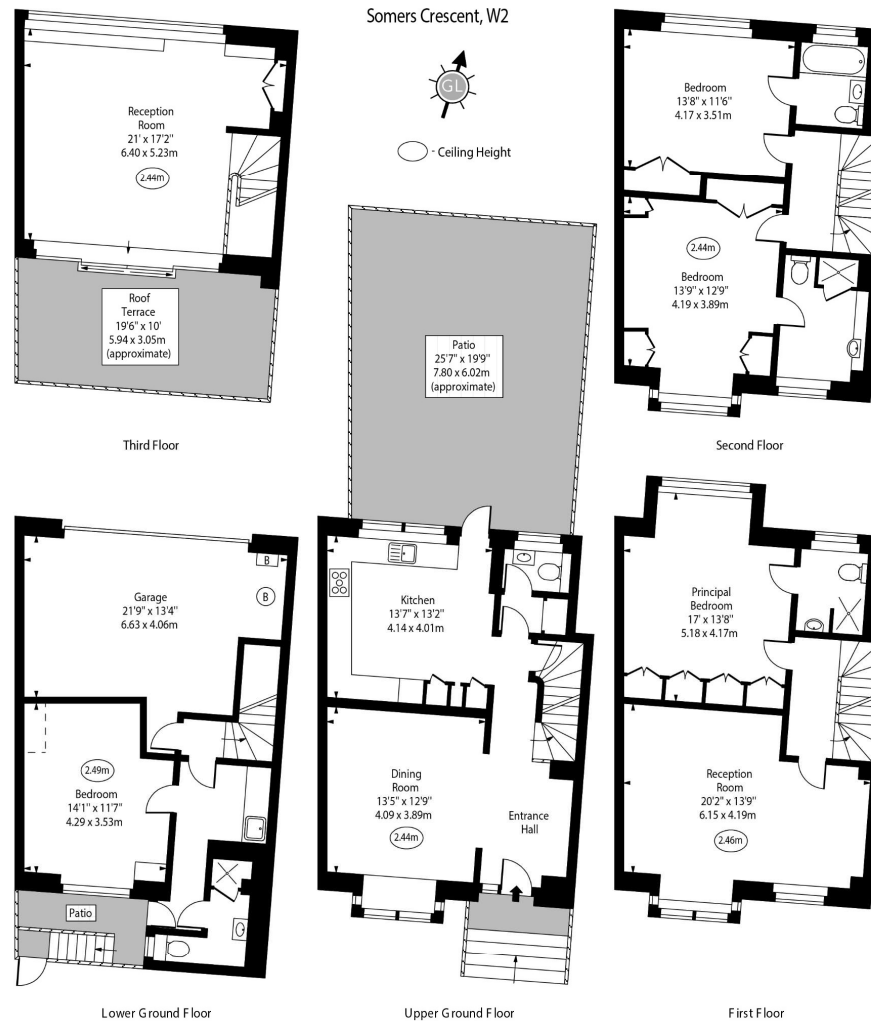 Somers Crescent, W2
GL
- Ceiling Height
Reception
Room
21' x 17'2"
6.40 x 5.23m
2.44m
Roof
Terrace
19'6" x 10'
5.94 x 3.05m
(approximate)
Third Floor
Patio
25'7" x 19'9"
7.80 x 6.02m
(approximate)
Bedroom
13'8" x 11'6"
4.17 x 3.51m
2.44m
Bedroom
13'9" x 12'9"
4.19 x 3.89m
Second Floor
B
B
Garage
21'9" x 13'4"
6.63 x 4.06m
2.49m
Bedroom
14'1" x 11'7"
4.29 x 3.53m
Patio
Lower Ground Floor
Kitchen
13'7" x 13'2"
4.14 x 4.01m
Dining
Room
13'5" x 12'9"
4.09 x 3.89m
2.44m
Entrance
Hall
Upper Ground Floor
Principal
Bedroom
17' x 13'8"
5.18 x 4.17m
Reception
Room
20'2" x 13'9"
6.15 x 4.19m
2.46m
First Floor